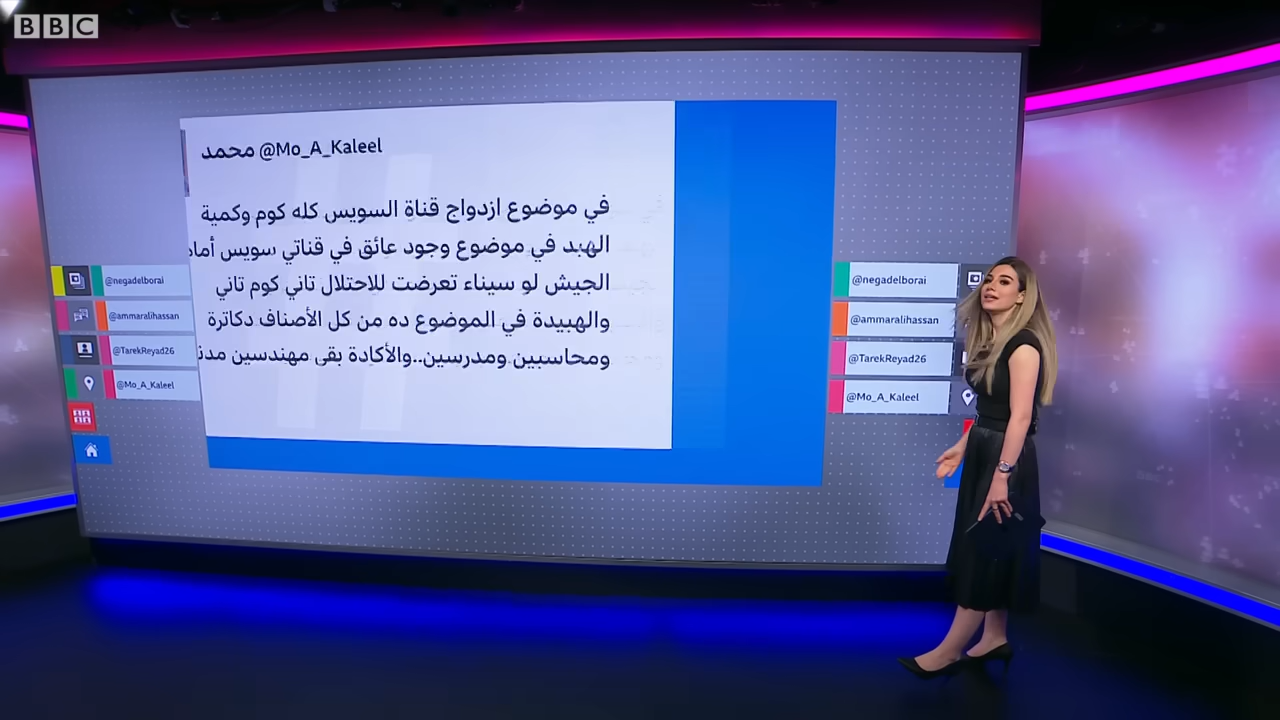 BBC
محمد @Mo_A_Kaleel
في موضوع ازدواج قناة السويس كله كوم وكمية
الهبد في موضوع وجود عائق في قناتي سويس
الجيش لو سيناء تعرضت للاحتلال تاني كوم تاني
والهبيدة في الموضوع ده من كل الأصناف دكاترة
ومحاسبين ومدرسين..والأكادة بقى مهندسين
@negadelborai
@ammaralihassan
@TarekReyad26
@Mo_A_Kaleel
@negadelborai
@ammaralihassan
@TarekReyad26
@Mo_A_Kaleel